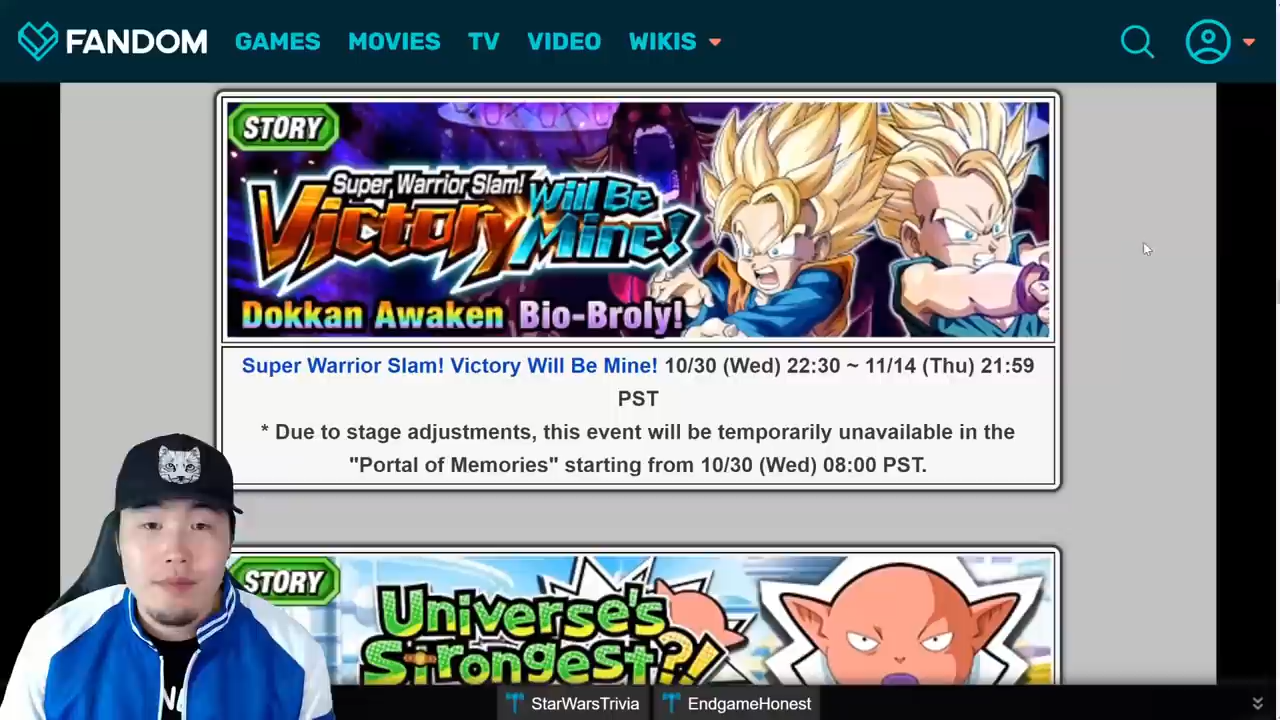 FANDOM GAMES MOVIES TV VIDEO WIKIS
STORY
Super Warrior Slam!
Victory Will Be Mine!
Dokkan Awaken Bio-Broly!
Super Warrior Slam! Victory Will Be Mine! 10/30 (Wed) 22:30 ~ 11/14 (Thu) 21:59
PST
* Due to stage adjustments, this event will be temporarily unavailable in the
"Portal of Memories" starting from 10/30 (Wed) 08:00 PST.
STORY
Universe's
Strongest?!
StarWarsTrivia EndgameHonest